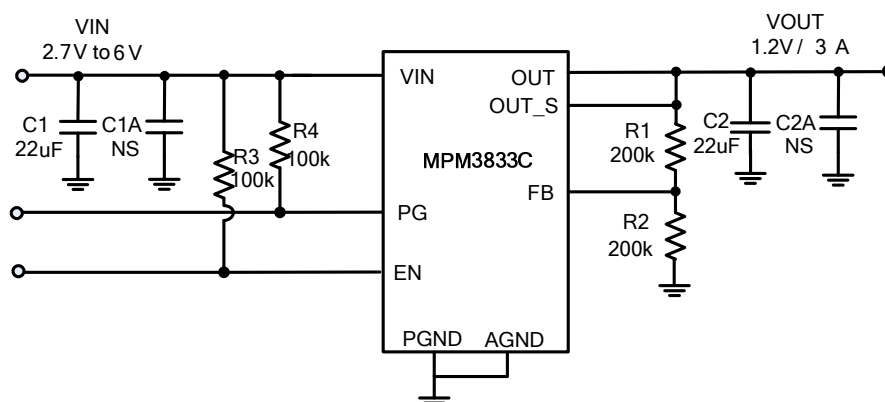 VIN
2.7V to 6V
VOUT
1.2V / 3 A
VIN
OUT
OUT_S
C1
22uF
C1A
NS
R3
100k
R4
100k
MPM3833C
R1
200k
C2
22uF
C2A
NS
FB
PG
R2
200k
EN
PGND
AGND